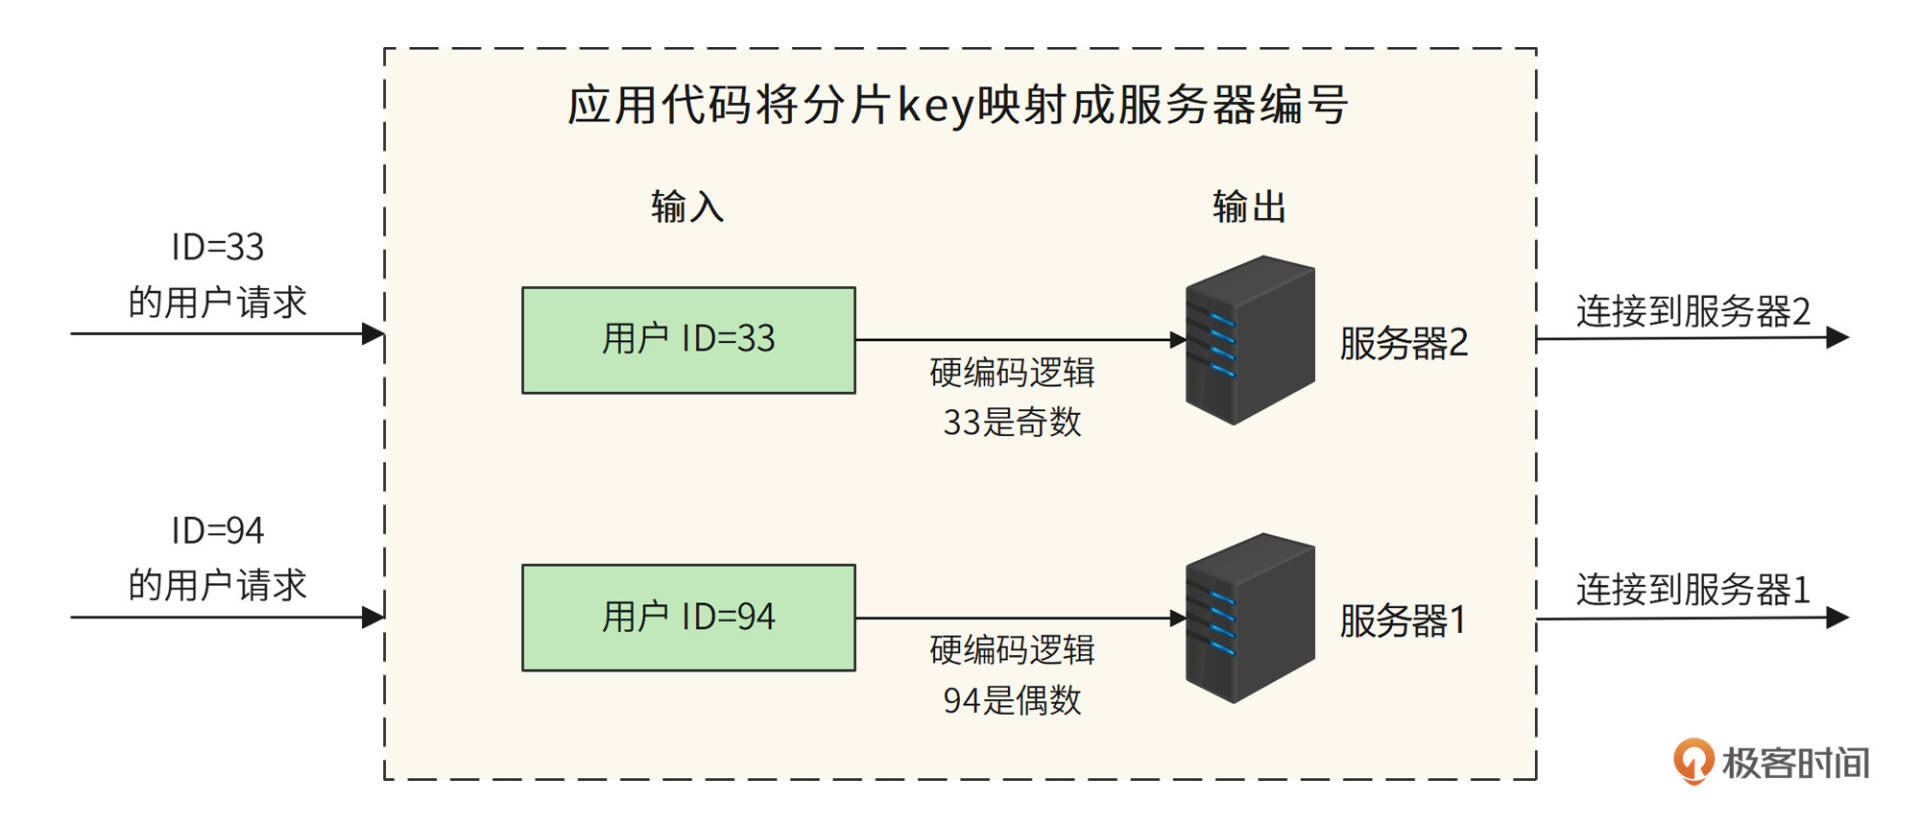 应用代码将分片key映射成服务器编号
输入
输出
ID=33
的用户请求
用户 ID=33
硬编码逻辑
33是奇数
服务器2
连接到服务器2
ID=94
的用户请求
用户 ID=94
硬编码逻辑
94是偶数
服务器1
连接到服务器1
极客时间